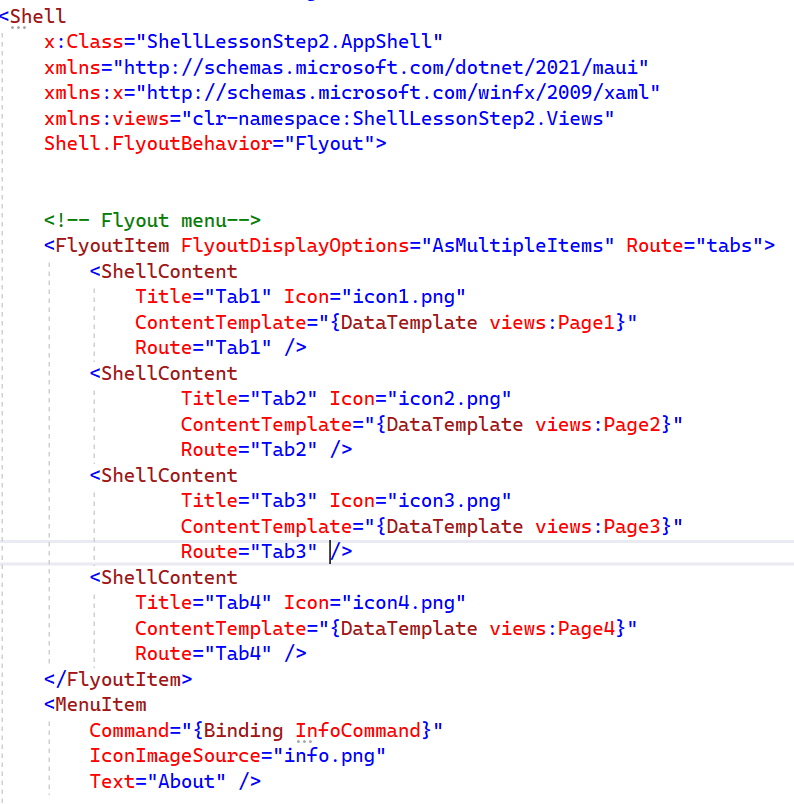 <Shell
    x:Class="ShellLessonStep2.AppShell"
    xmlns="http://schemas.microsoft.com/dotnet/2021/maui"
    xmlns:x="http://schemas.microsoft.com/winfx/2009/xaml"
    xmlns:views="clr-namespace:ShellLessonStep2.Views"
    Shell.FlyoutBehavior="Flyout">
    <!-- Flyout menu-->
    <FlyoutItem FlyoutDisplayOptions="AsMultipleItems" Route="tabs">
        <ShellContent
            Title="Tab1" Icon="icon1.png"
            ContentTemplate="{DataTemplate views:Page1}"
            Route="Tab1" />
        <ShellContent
                Title="Tab2" Icon="icon2.png"
                ContentTemplate="{DataTemplate views:Page2}"
                Route="Tab2" />
        <ShellContent
                Title="Tab3" Icon="icon3.png"
                ContentTemplate="{DataTemplate views:Page3}"
                Route="Tab3" />
        <ShellContent
            Title="Tab4" Icon="icon4.png"
            ContentTemplate="{DataTemplate views:Page4}"
            Route="Tab4" />
    </FlyoutItem>
    <MenuItem
        Command="{Binding InfoCommand}"
        IconImageSource="info.png"
        Text="About" />